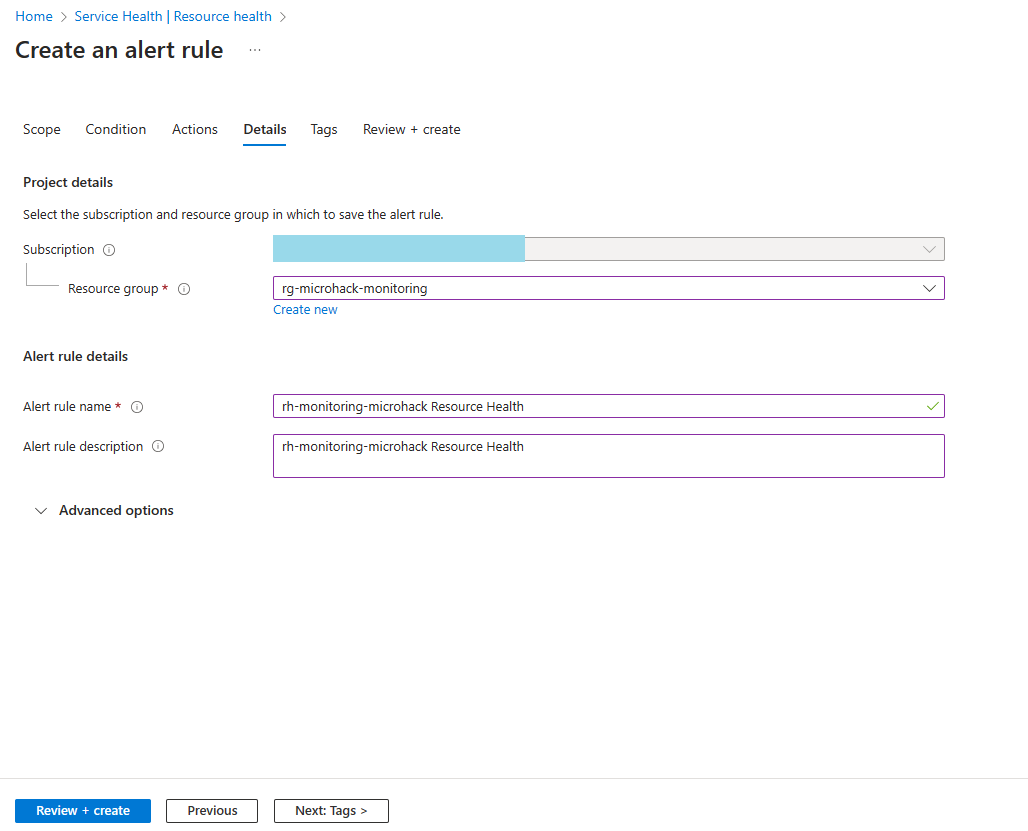 Home > Service Health | Resource health >
Create an alert rule ...
Scope Condition Actions Details Tags Review + create
Project details
Select the subscription and resource group in which to save the alert rule.
Subscription
Resource group * rg-microhack-monitoring
Create new
Alert rule details
Alert rule name * rh-monitoring-microhack Resource Health
Alert rule description rh-monitoring-microhack Resource Health
Advanced options
Review + create Previous Next: Tags >